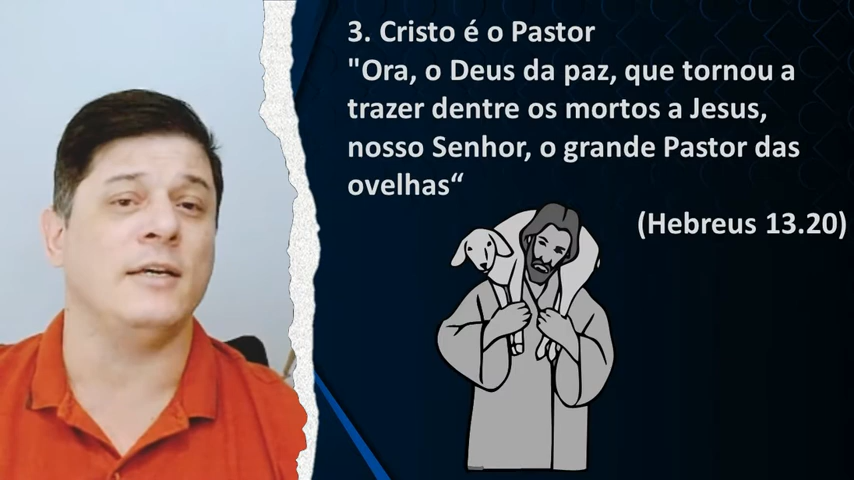 3. Cristo é o Pastor
"Ora, o Deus da paz, que tornou a
trazer dentre os mortos a Jesus,
nosso Senhor, o grande Pastor das
ovelhas“
(Hebreus 13.20)